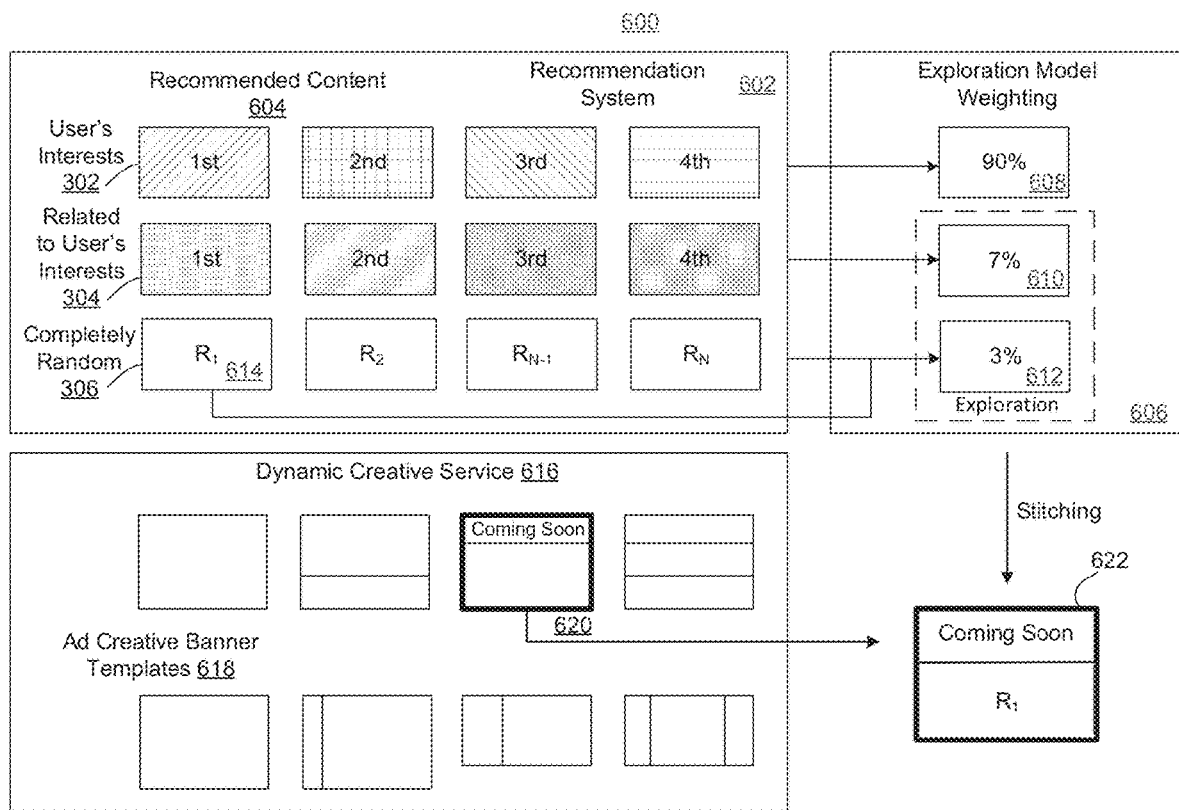 600
Recommended Content
604
Recommendation
System
602
User's
Interests
302
1st
2nd
3rd
4th
Related
to User's
Interests
304
1st
2nd
3rd
4th
Completely
Random
306
R1
614
R2
RN-1
RN
Exploration Model
Weighting
90%
608
7%
610
3%
612
Exploration
606
Dynamic Creative Service 616
Coming Soon
620
Ad Creative Banner
Templates 618
Stitching
622
Coming Soon
R1